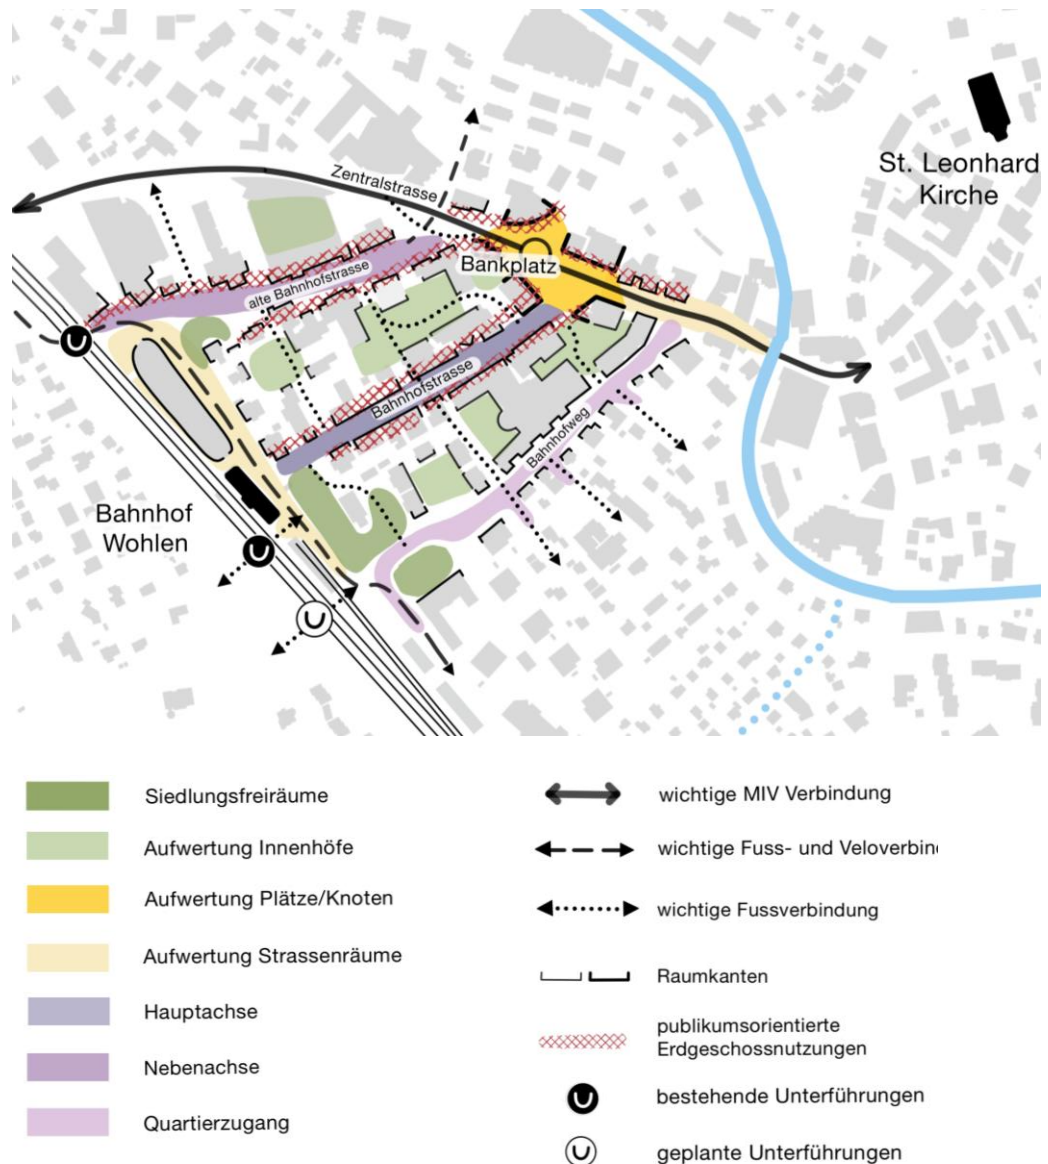 St. Leonhard
Kirche
Zentralstrasse
Bankplatz
alte Bahnhofstrasse
Bahnhofstrasse
Bahnhofweg
Bahnhof
Wohlen
Siedlungsfreiräume
Aufwertung Innenhöfe
Aufwertung Plätze/Knoten
Aufwertung Strassenräume
Hauptachse
Nebenachse
Quartierzugang
wichtige MIV Verbindung
wichtige Fuss- und Veloverbin
wichtige Fussverbindung
Raumkanten
publikumsorientierte
Erdgeschossnutzungen
bestehende Unterführungen
geplante Unterführungen